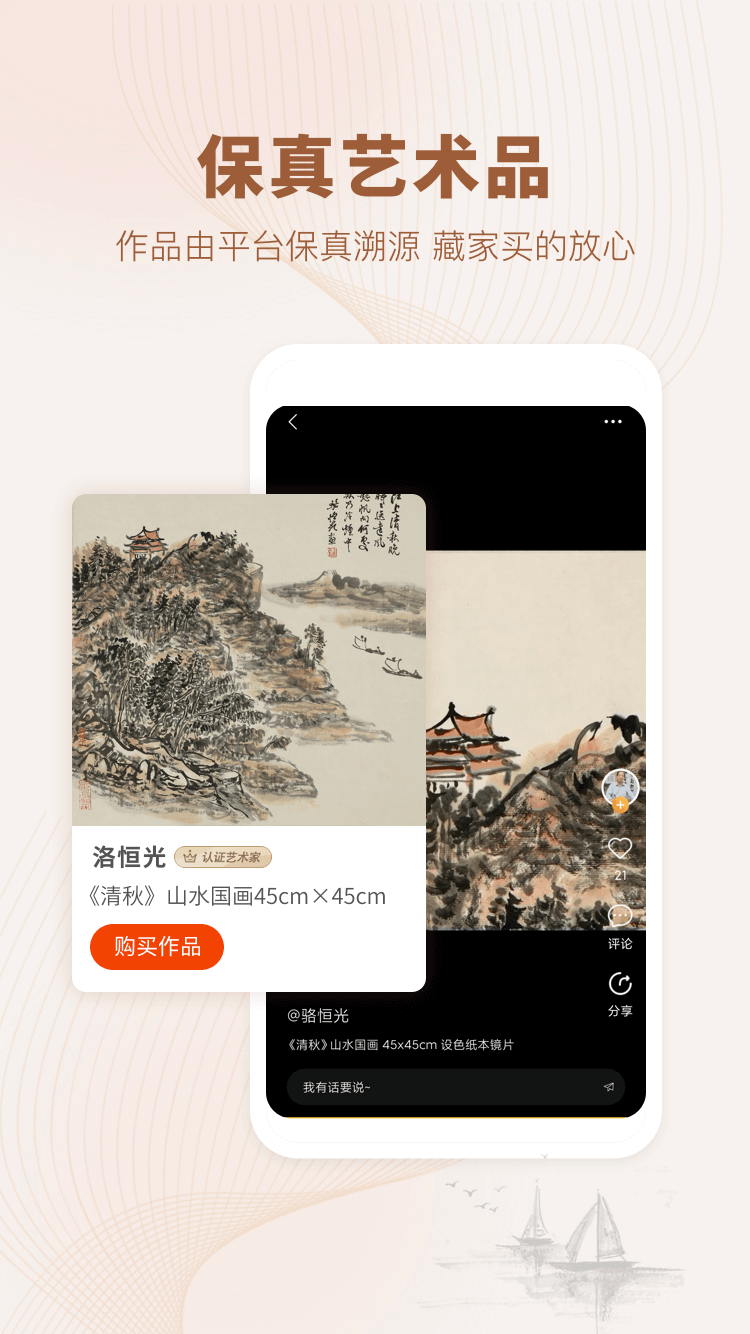 保真艺术品
作品由平台保真溯源 藏家买的放心
洛恒光
认证艺术家
《清秋》山水国画45cm×45cm
购买作品
21
评论
分享
@骆恒光
《清秋》山水国画 45x45cm 设色纸本镜片
我有话要说~